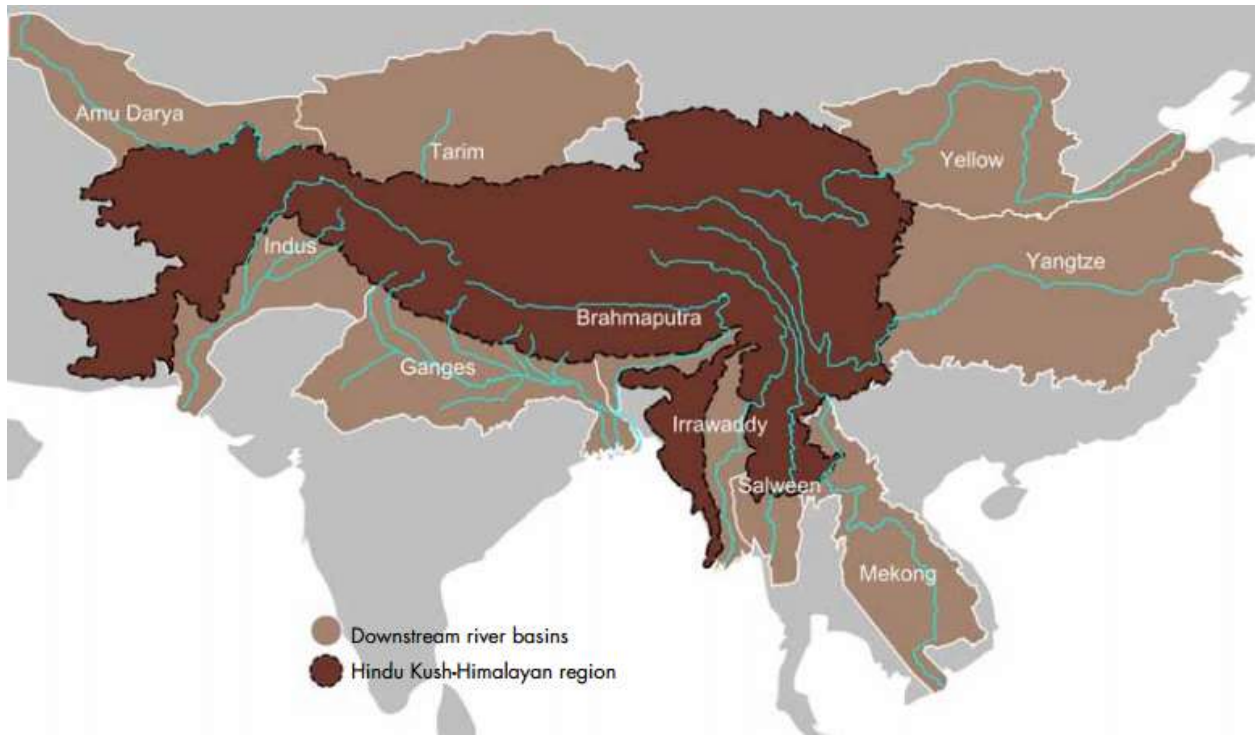 Amu Darya
Tarim
Yellow
Indus
Yangtze
Brahmaputra
Ganges
Irrawaddy
Salween
Mekong
Downstream river basins
Hindu Kush-Himalayan region